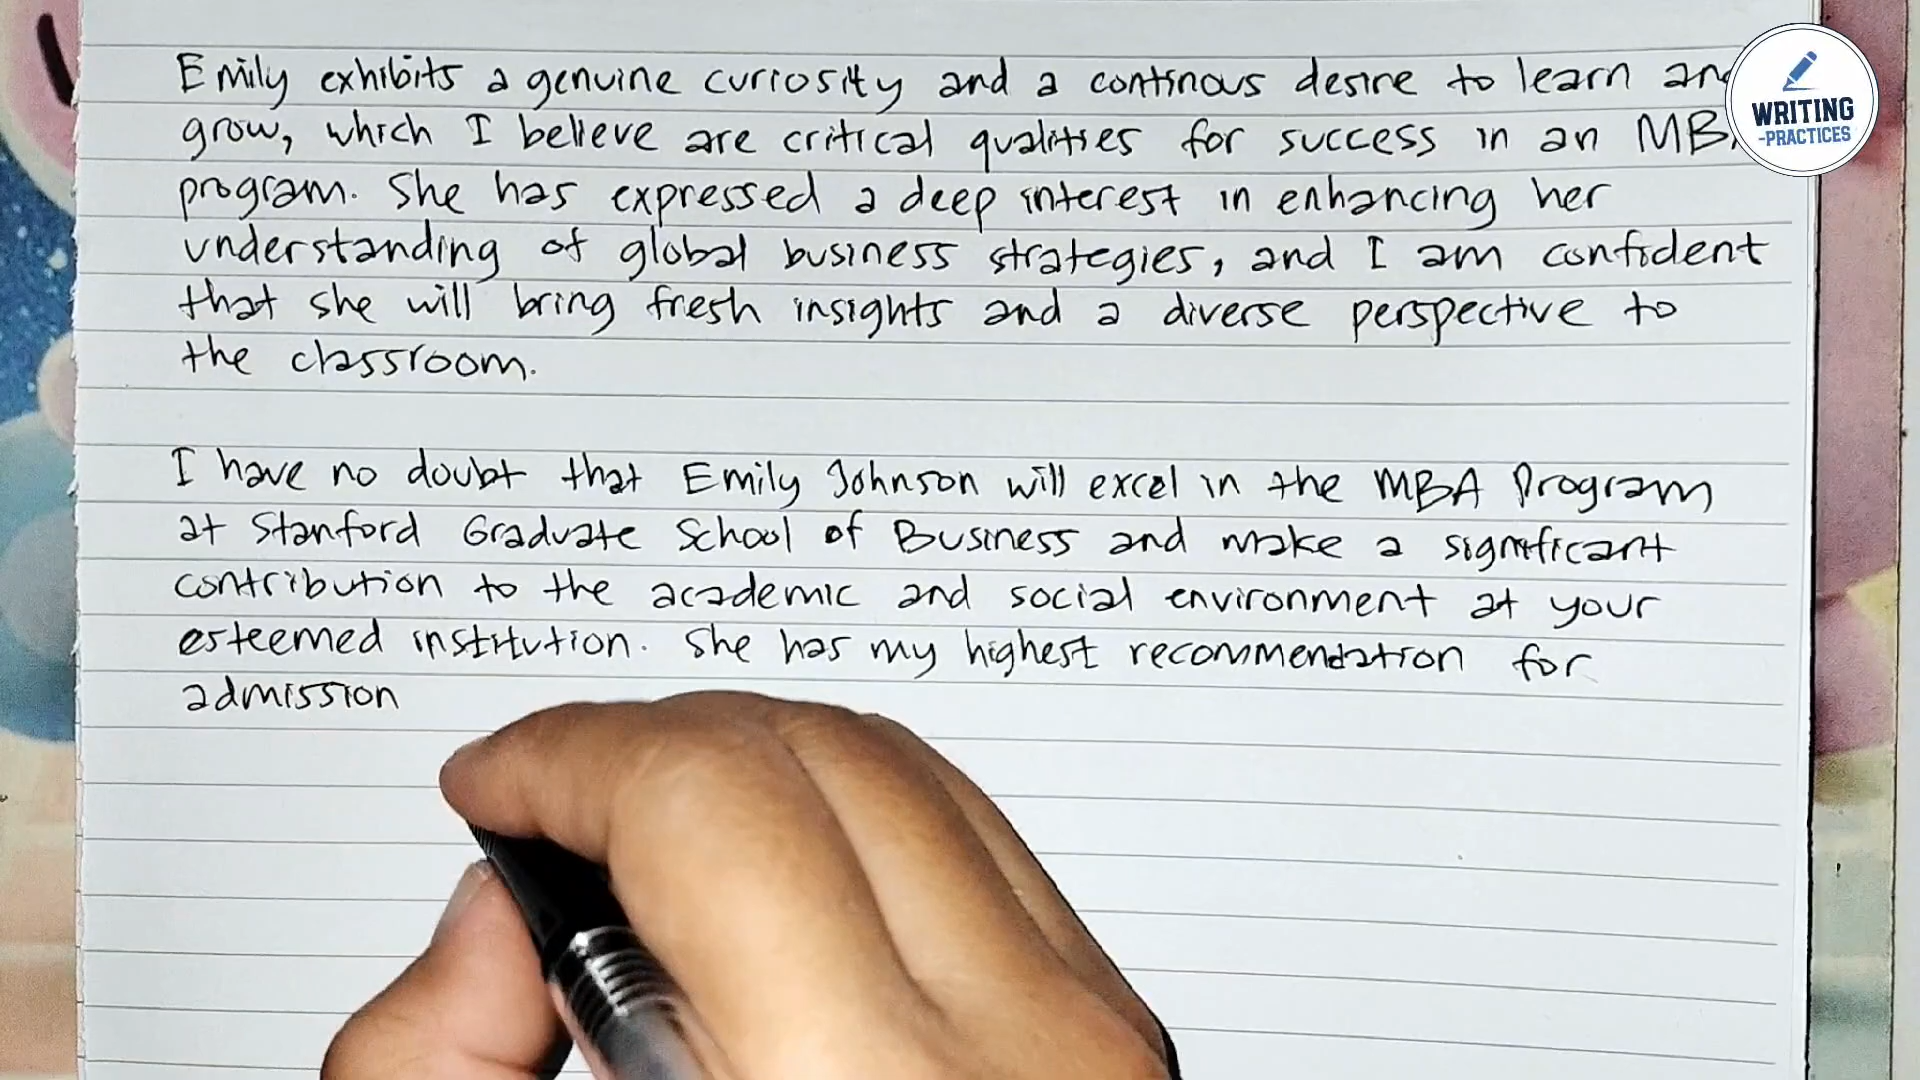 Emily exhibits a genuine curiosity and a continous desire to learn and
grow, which I believe are critical qualities for success in an MBA
program. She has expressed a deep interest in enhancing her
understanding of global business strategies, and I am confident
that she will bring fresh insights and a diverse perspective to
the classroom.
I have no doubt that Emily Johnson will excel in the MBA Program
at Stanford Graduate School of Business and make a significant
contribution to the academic and social environment at your
esteemed institution. She has my highest recommendation for
admission
WRITING
-PRACTICES